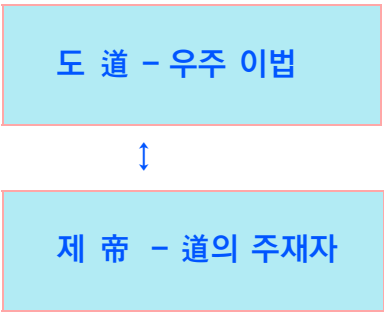 도 道 - 우주 이법
↕
제 帝 - 道의 주재자